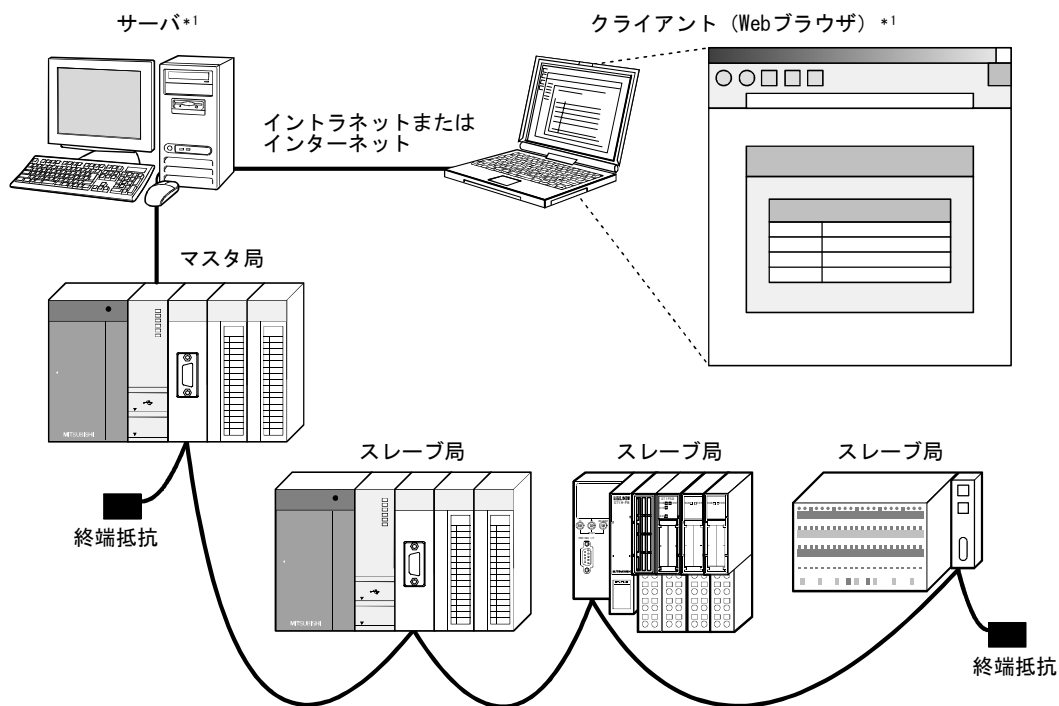 サーバ*1
クライアント（Webブラウザ）*1
イントラネットまたは
インターネット
マスタ局
MITSUBISHI
スレーブ局
スレーブ局
スレーブ局
終端抵抗
MITSUBISHI
終端抵抗